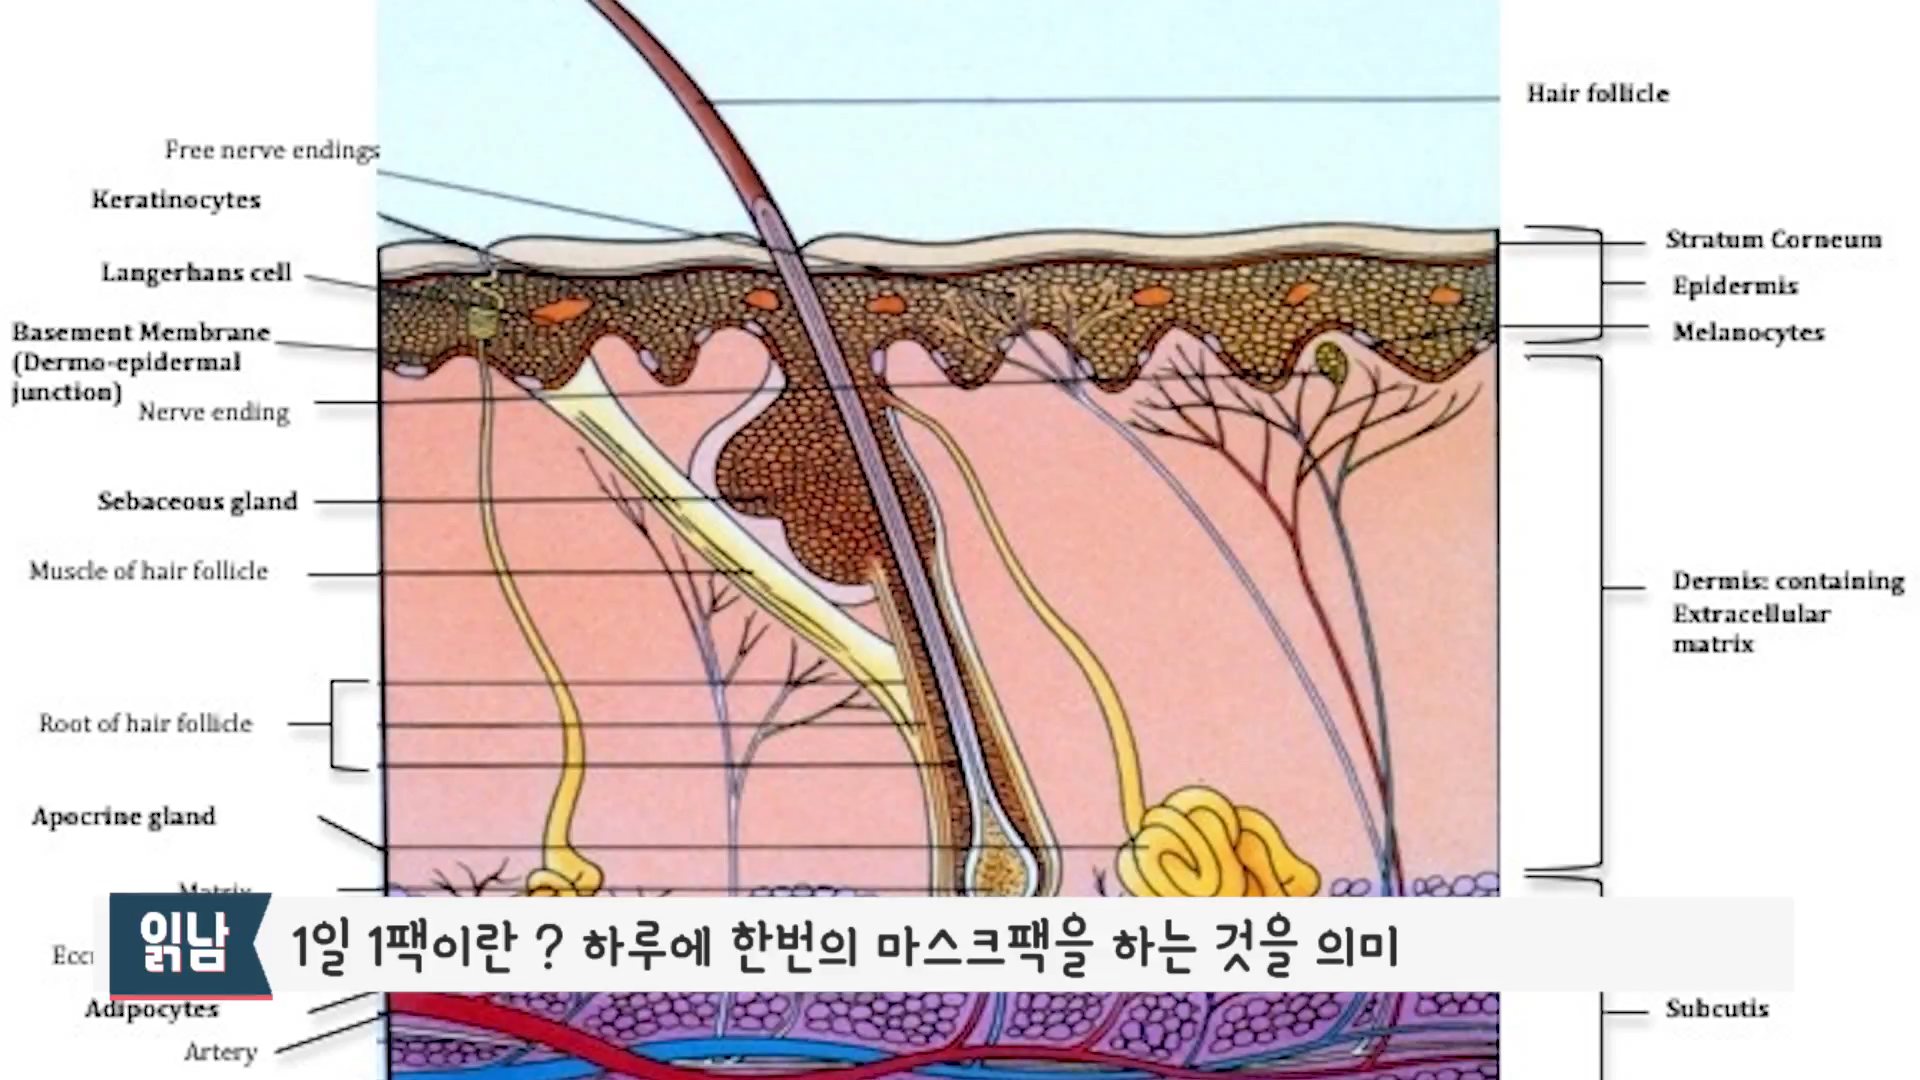 Hair follicle
Free nerve endings
Keratinocytes
Langerhans cell
Basement Membrane
(Dermo-epidermal
junction)
Nerve ending
Sebaceous gland
Muscle of hair follicle
Root of hair follicle
Apocrine gland
Matrix
Adipocytes
Artery
Stratum Corneum
Epidermis
Melanocytes
Dermis: containing
Extracellular
matrix
Subcutis
읽남
1일 1팩이란 ? 하루에 한번의 마스크팩을 하는 것을 의미